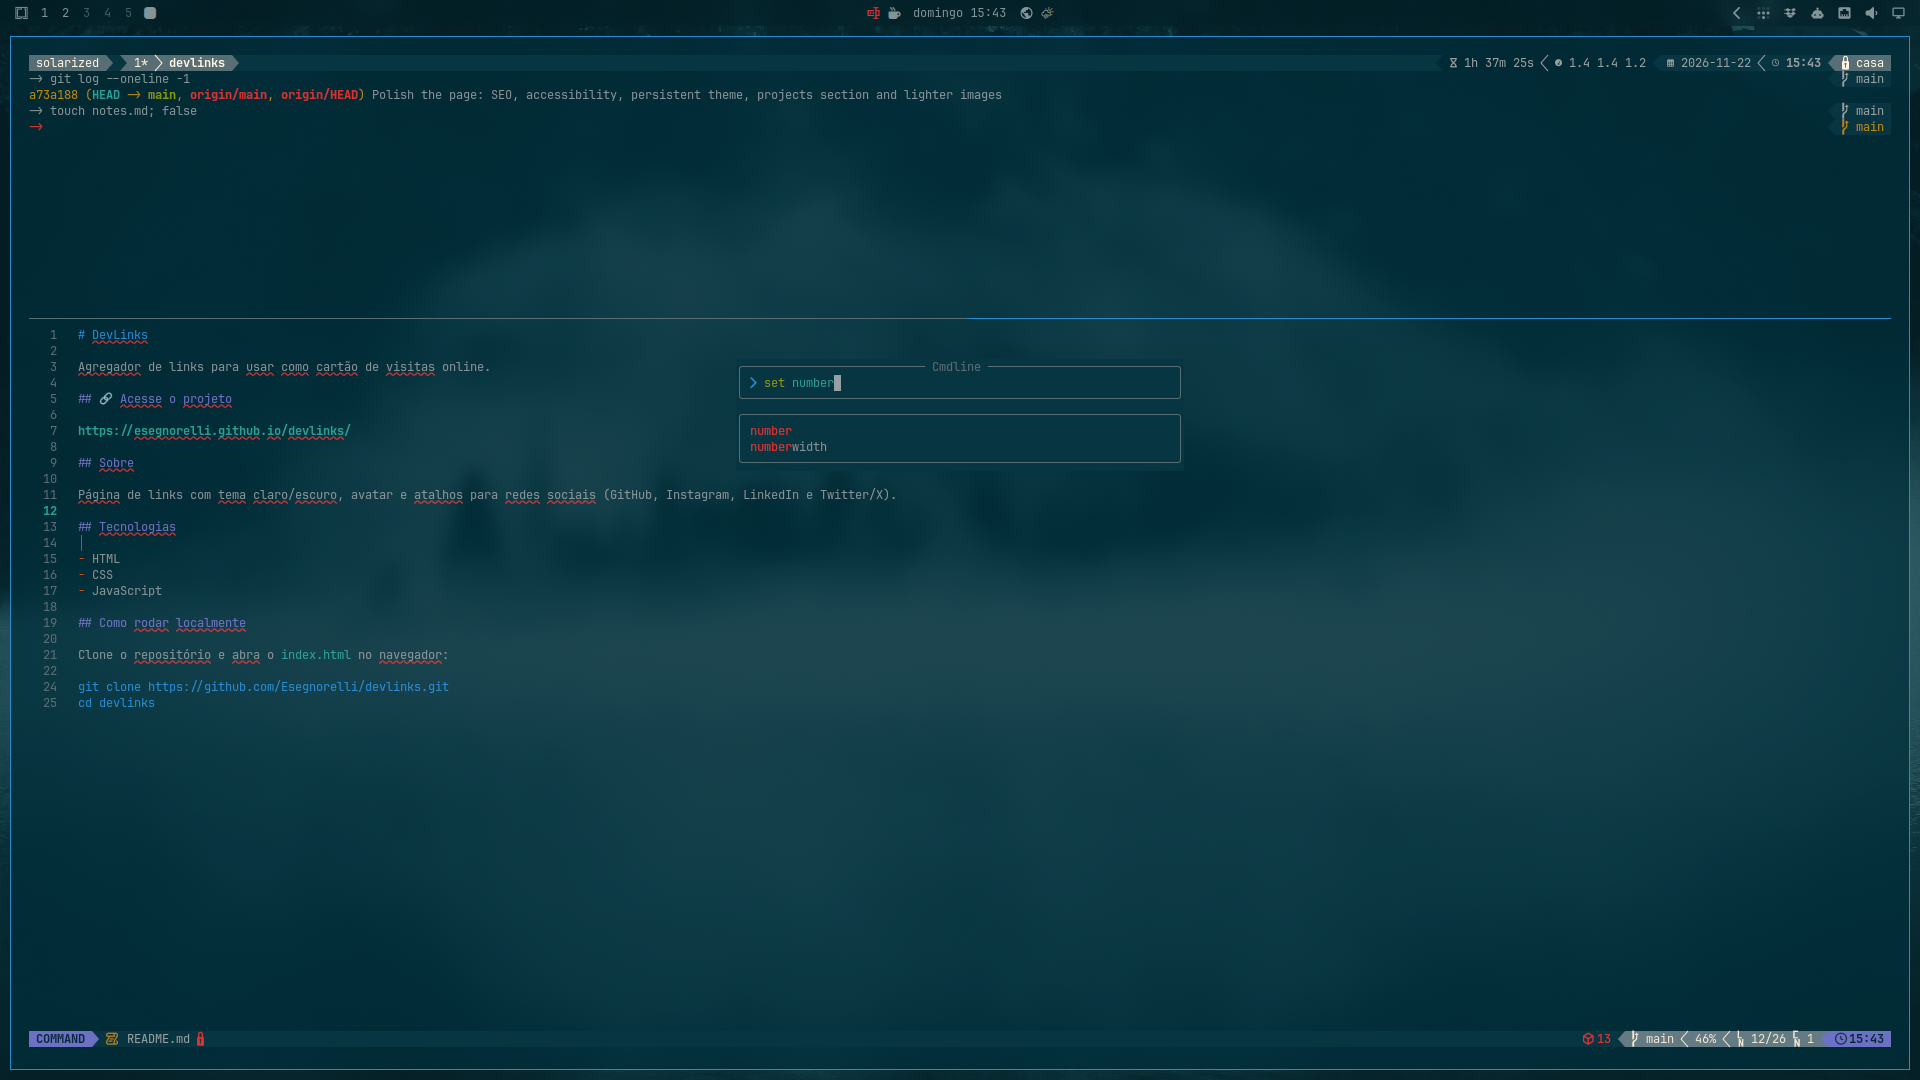 1 2 3 4 5 domingo 15:43
solarized 1* devlinks 1h 37m 25s 1.4 1.4 1.2 2026-11-22 15:43 casa
→ git log --oneline -1 main
a73a188 (HEAD → main, origin/main, origin/HEAD) Polish the page: SEO, accessibility, persistent theme, projects section and lighter images
→ touch notes.md; false main
→ main
1 # DevLinks
2
3 Agregador de links para usar como cartão de visitas online.
4
5 ## 🔗 Acesse o projeto
6
7 https://esegnorelli.github.io/devlinks/
8
9 ## Sobre
10
11 Página de links com tema claro/escuro, avatar e atalhos para redes sociais (GitHub, Instagram, LinkedIn e Twitter/X).
12
13 ## Tecnologias
14
15 - HTML
16 - CSS
17 - JavaScript
18
19 ## Como rodar localmente
20
21 Clone o repositório e abra o index.html no navegador:
22
24 git clone https://github.com/Esegnorelli/devlinks.git
25 cd devlinks
Cmdline
set number
number
numberwidth
COMMAND README.md 13 main 46% 12/26 1 15:43